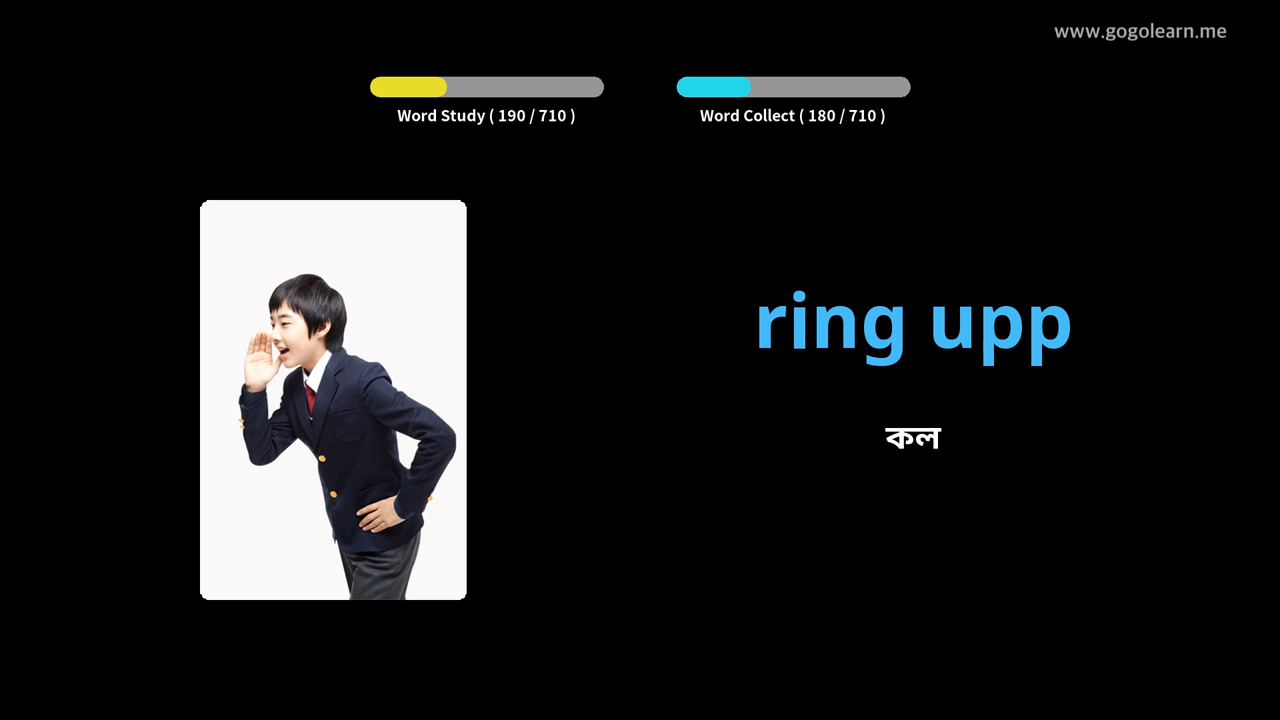 www.gogolearn.me
Word Study ( 190 / 710 )
Word Collect ( 180 / 710 )
ring upp
কল